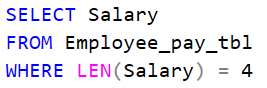 SELECT Salary
FROM Employee_pay_tbl
WHERE LEN(Salary) = 4